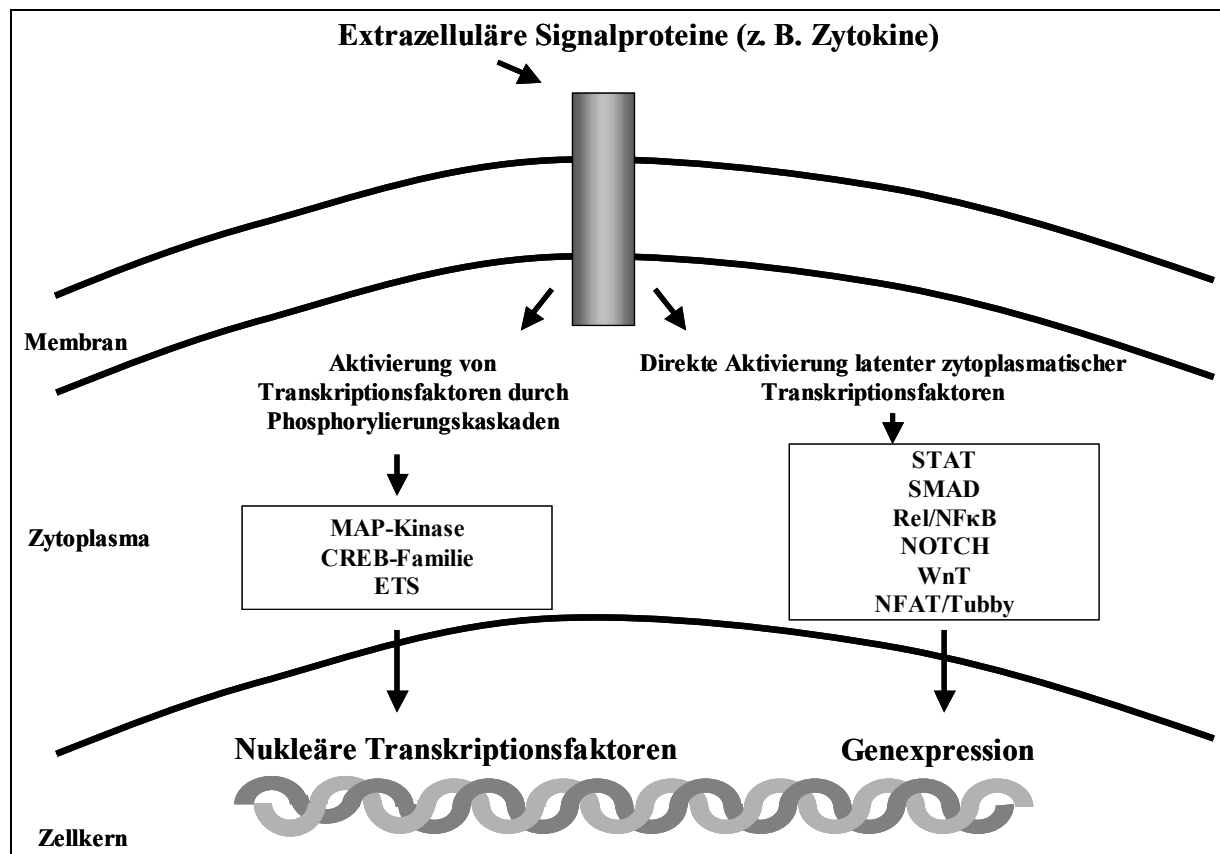 Extrazelluläre Signalproteine (z. B. Zytokine)
Membran
Aktivierung von
Transkriptionsfaktoren durch
Phosphorylierungskaskaden
Direkte Aktivierung latenter zytoplasmatischer
Transkriptionsfaktoren
Zytoplasma
MAP-Kinase
CREB-Familie
ETS
STAT
SMAD
Rel/NFκB
NOTCH
WnT
NFAT/Tubby
Nukleäre Transkriptionsfaktoren
Genexpression
Zellkern